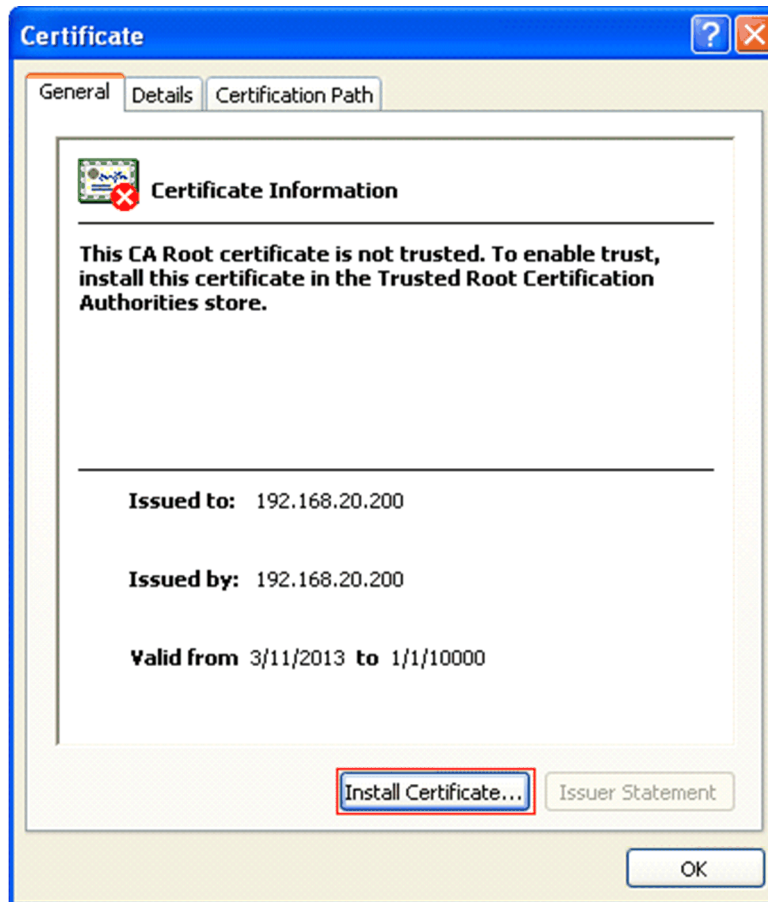 Certificate
General Details Certification Path
Certificate Information
This CA Root certificate is not trusted. To enable trust,
install this certificate in the Trusted Root Certification
Authorities store.
Issued to: 192.168.20.200
Issued by: 192.168.20.200
Valid from 3/11/2013 to 1/1/10000
Install Certificate... Issuer Statement
OK